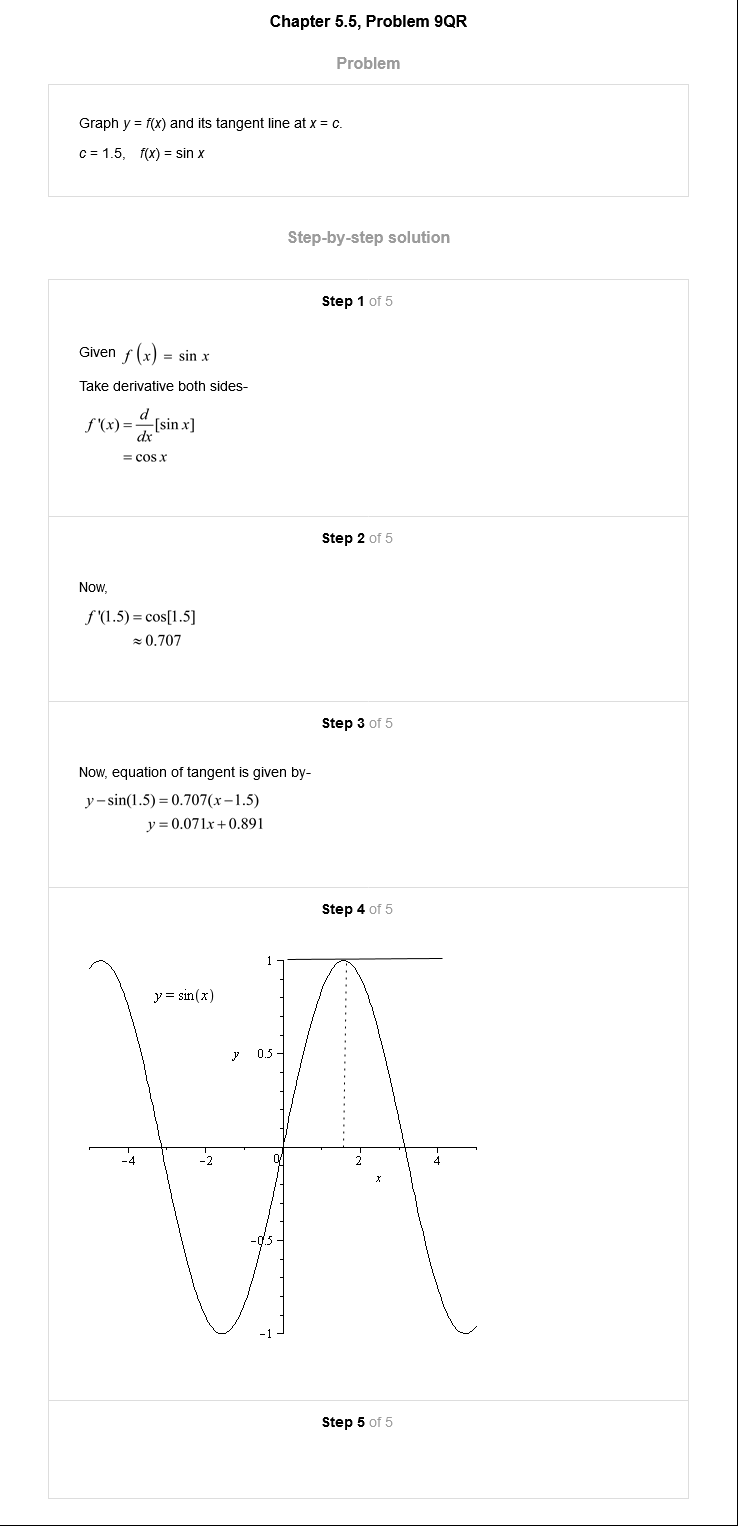 Chapter 5.5, Problem 9QR
Problem
Graph y = f(x) and its tangent line at x = c.
c = 1.5, f(x) = sin x
Step-by-step solution
Step 1 of 5
Given f(x) = sin x
Take derivative both sides-
f'(x) = d/dx [sin x]
= cos x
Step 2 of 5
Now,
f'(1.5) = cos[1.5]
≈ 0.707
Step 3 of 5
Now, equation of tangent is given by-
y − sin(1.5) = 0.707(x − 1.5)
y = 0.071x + 0.891
Step 4 of 5
1
y = sin(x)
y 0.5
−4 −2 0 2 4
x
−0.5
−1
Step 5 of 5